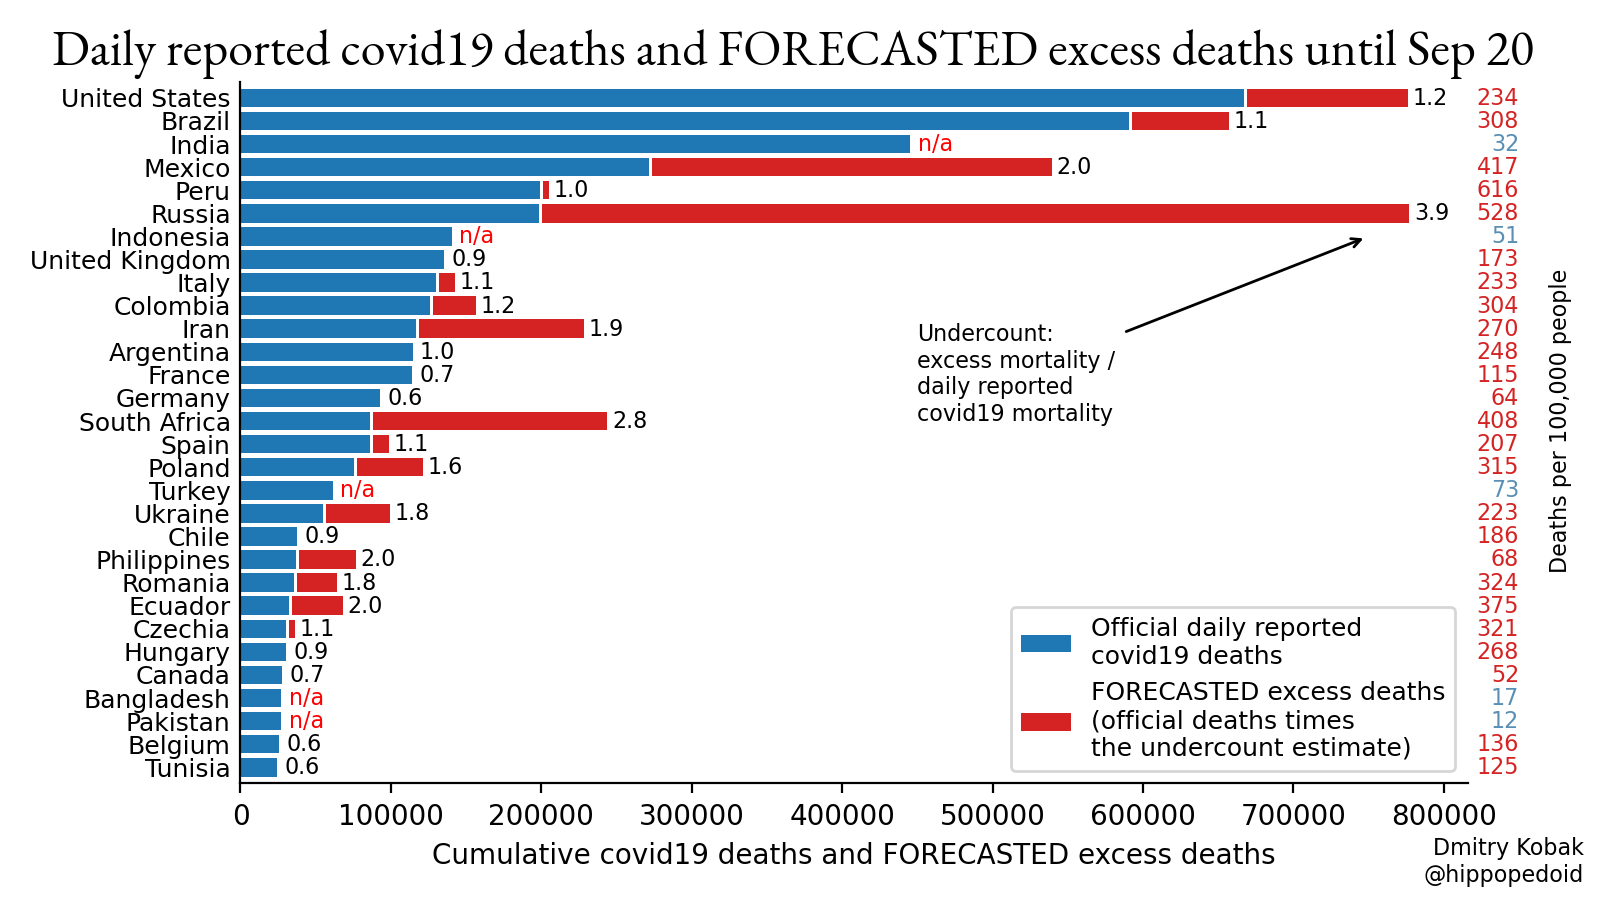 Daily reported covid19 deaths and FORECASTED excess deaths until Sep 20
United States 1.2 234
Brazil 1.1 308
India n/a 32
Mexico 2.0 417
Peru 1.0 616
Russia 3.9 528
Indonesia n/a 51
United Kingdom 0.9 173
Italy 1.1 233
Colombia 1.2 304
Iran 1.9 270
Argentina 1.0 248
France 0.7 115
Germany 0.6 64
South Africa 2.8 408
Spain 1.1 207
Poland 1.6 315
Turkey n/a 73
Ukraine 1.8 223
Chile 0.9 186
Philippines 2.0 68
Romania 1.8 324
Ecuador 2.0 375
Czechia 1.1 321
Hungary 0.9 268
Canada 0.7 52
Bangladesh n/a 17
Pakistan n/a 12
Belgium 0.6 136
Tunisia 0.6 125
Undercount:
excess mortality /
daily reported
covid19 mortality
Deaths per 100,000 people
Official daily reported
covid19 deaths
FORECASTED excess deaths
(official deaths times
the undercount estimate)
0 100000 200000 300000 400000 500000 600000 700000 800000
Cumulative covid19 deaths and FORECASTED excess deaths
Dmitry Kobak
@hippopedoid